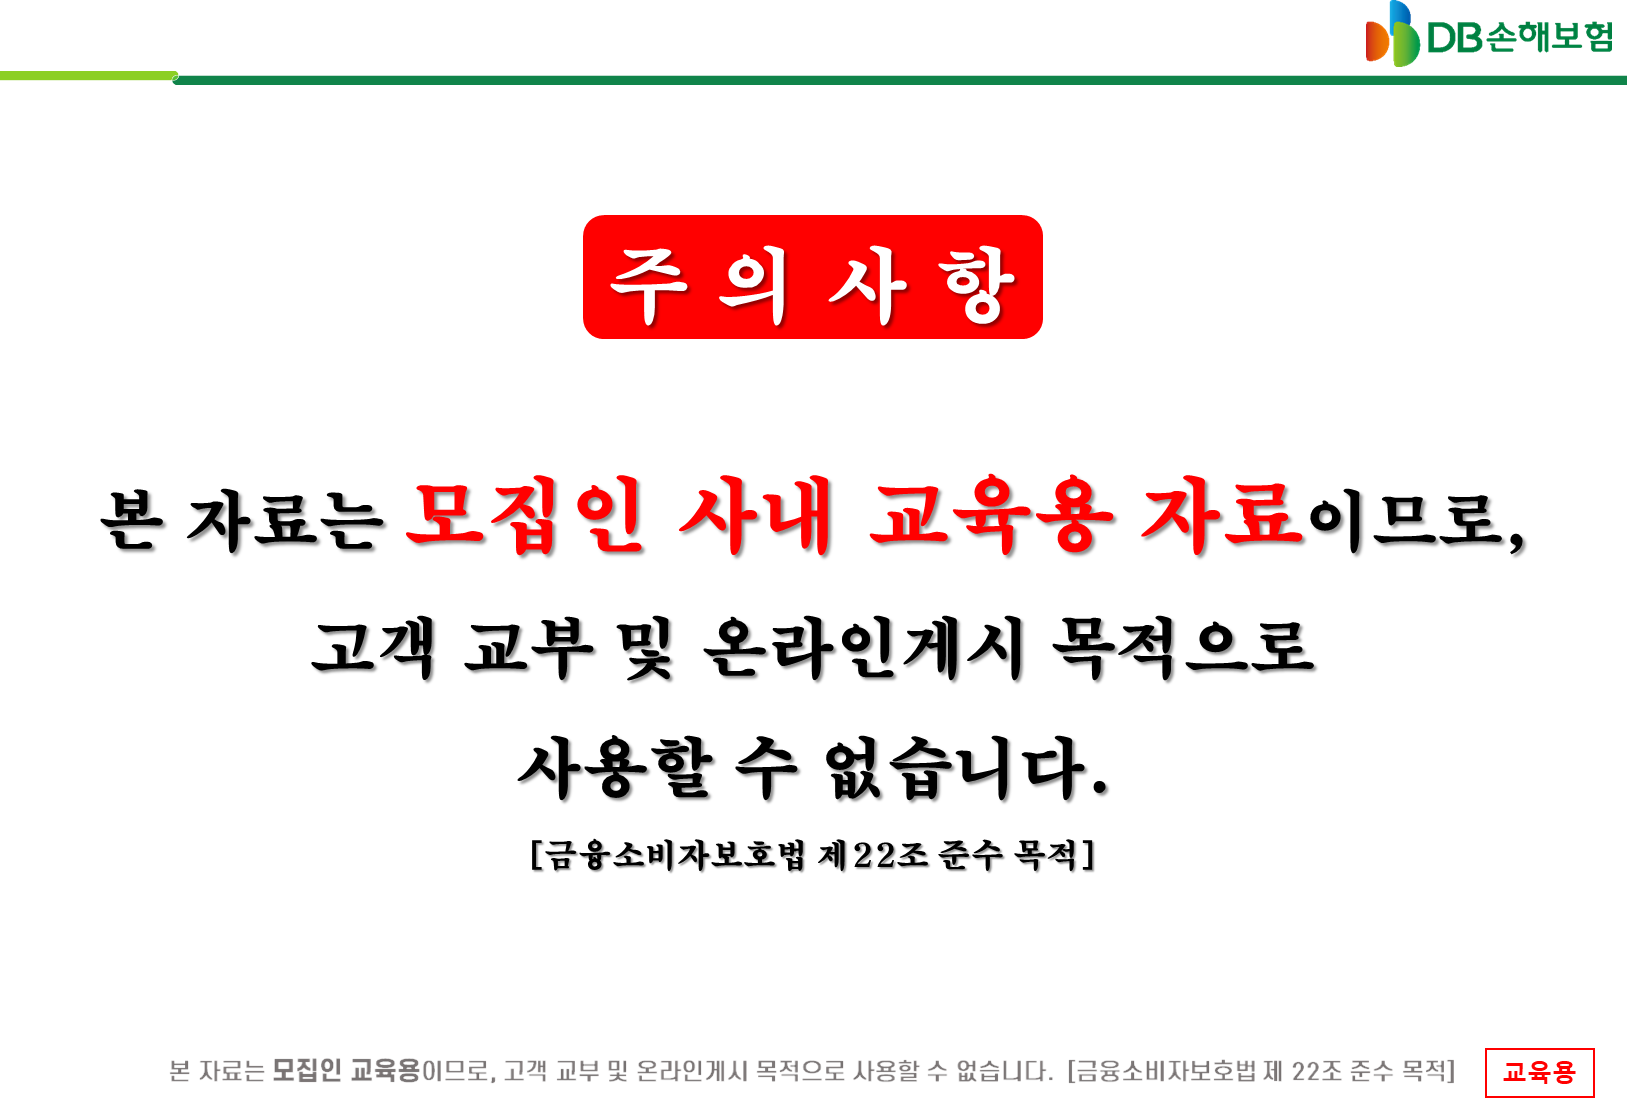 DB손해보험
주 의 사 항
본 자료는 모집인 사내 교육용 자료이므로,
고객 교부 및 온라인게시 목적으로
사용할 수 없습니다.
[금융소비자보호법 제22조 준수 목적]
본 자료는 모집인 교육용이므로, 고객 교부 및 온라인게시 목적으로 사용할 수 없습니다. [금융소비자보호법 제 22조 준수 목적]
교육용